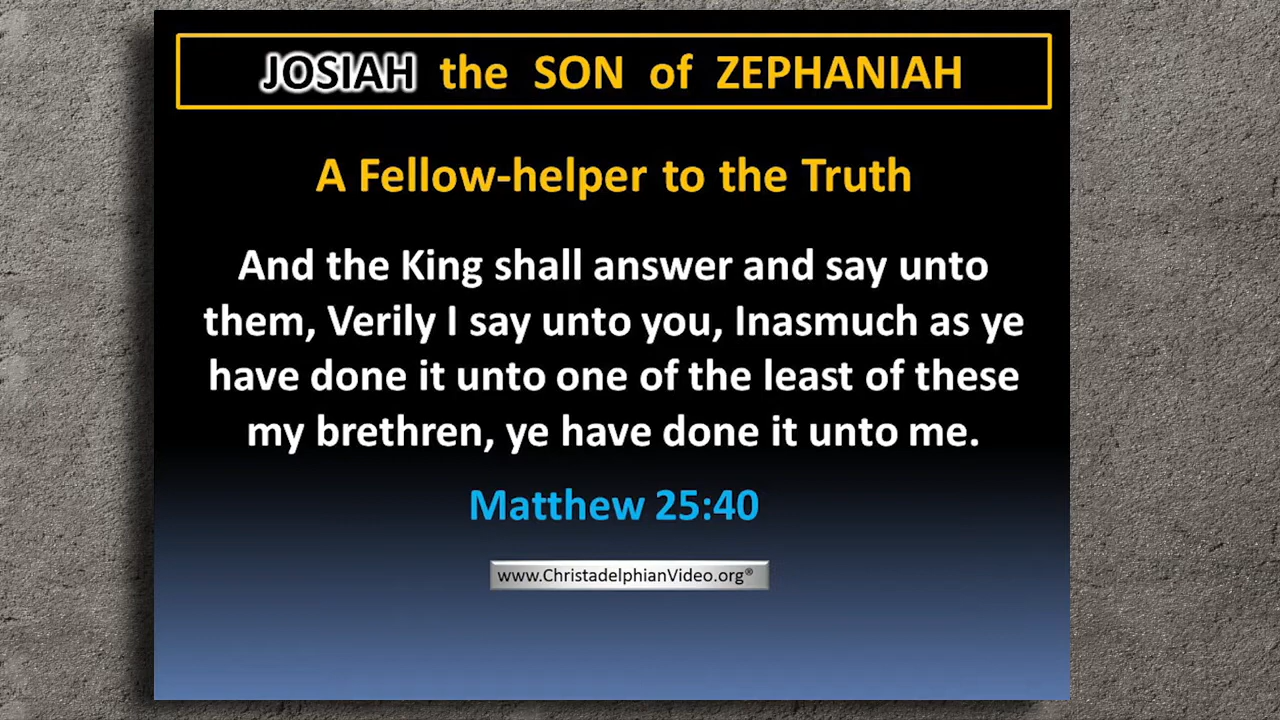 JOSIAH the SON of ZEPHANIAH
A Fellow-helper to the Truth
And the King shall answer and say unto
them, Verily I say unto you, Inasmuch as ye
have done it unto one of the least of these
my brethren, ye have done it unto me.
Matthew 25:40
www.ChristadelphianVideo.org®